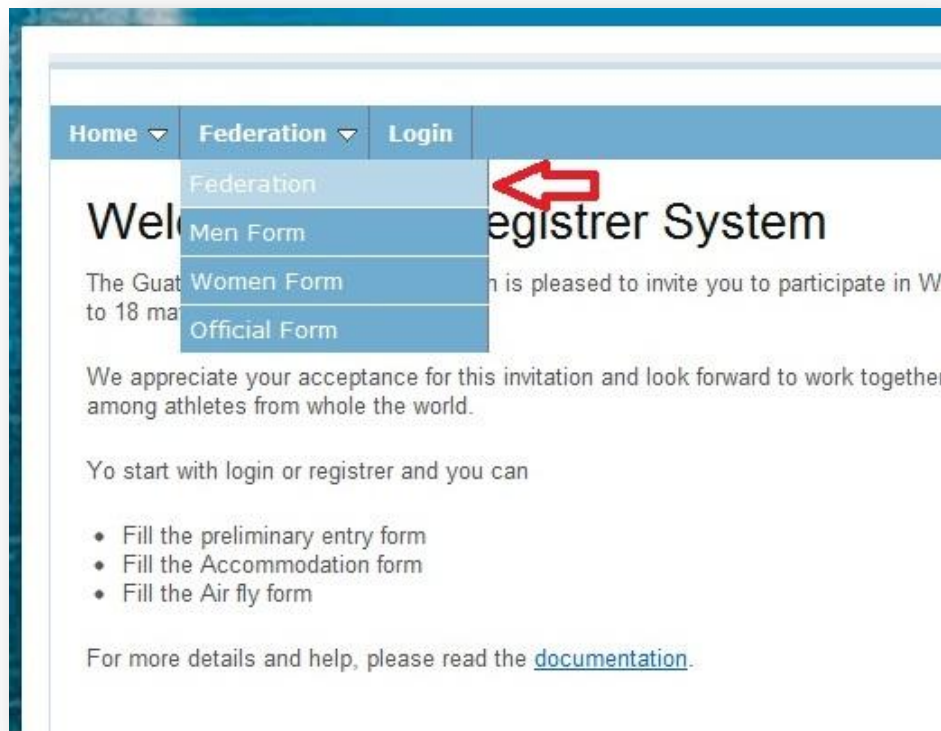 Home Federation Login
Federation
Men Form
Women Form
Official Form
egistrer System
The Guat n is pleased to invite you to participate in W
to 18 ma
We appreciate your acceptance for this invitation and look forward to work together
among athletes from whole the world.
Yo start with login or registrer and you can
Fill the preliminary entry form
Fill the Accommodation form
Fill the Air fly form
For more details and help, please read the documentation.